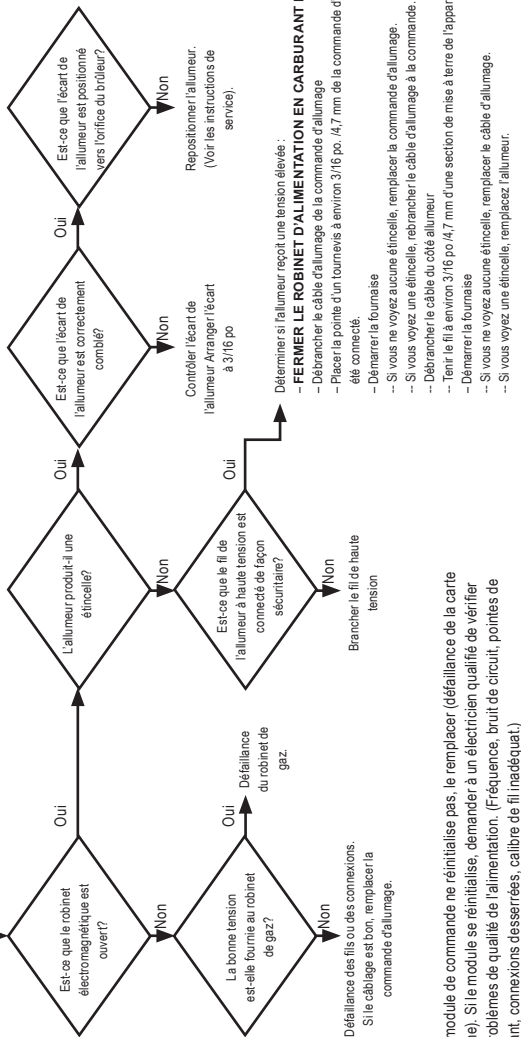 Est-ce que le robinet
électromagnétique est
ouvert?
Oui
Non
La bonne tension
est-elle fournie au robinet
de gaz?
Oui
Défaillance
du robinet de
gaz.
Non
Défaillance des fils ou des connexions.
Si le câblage est bon, remplacer la
commande d'allumage.
L'allumeur produit-il une
étincelle?
Oui
Non
Est-ce que le fil de
l'allumeur à haute tension est
connecté de façon
sécuritaire?
Oui
Non
Brancher le fil de haute
tension
Est-ce que l'écart de
l'allumeur est correctement
comblé?
Oui
Non
Contrôler l'écart de
l'allumeur Arranger l'écart
à 3/16 po
Est-ce que l'écart de
l'allumeur est positionné
vers l'orifice du brûleur?
Non
Repositionner l'allumeur.
(Voir les instructions de
service).
Déterminer si l'allumeur reçoit une tension élevée :
– FERMER LE ROBINET D'ALIMENTATION EN CARBURANT
– Débrancher le câble d'allumage de la commande d'allumage
– Placer la pointe d'un tournevis à environ 3/16 po. /4,7 mm de la commande d
été connecté.
– Démarrer la fournaise
-- Si vous ne voyez aucune étincelle, remplacer la commande d'allumage.
-- Si vous voyez une étincelle, rebrancher le câble d'allumage à la commande.
-- Débrancher le câble du côté allumeur
-- Tenir le fil à environ 3/16 po /4,7 mm d'une section de mise à terre de l'appar
– Démarrer la fournaise
-- Si vous ne voyez aucune étincelle, remplacer le câble d'allumage.
-- Si vous voyez une étincelle, remplacez l'allumeur.
module de commande ne réinitialise pas, le remplacer (défaillance de la carte
ne). Si le module se réinitialise, demander à un électricien qualifié de vérifier
roblèmes de qualité de l'alimentation. (Fréquence, bruit de circuit, pointes de
ant, connexions desserrées, calibre de fil inadéquat.)